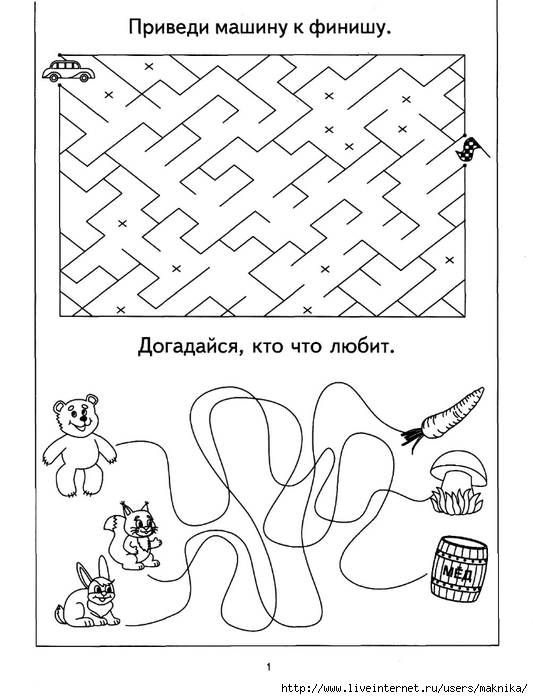 Приведи машину к финишу.
Догадайся, кто что любит.
МЁД
1
http://www.liveinternet.ru/users/maknika/